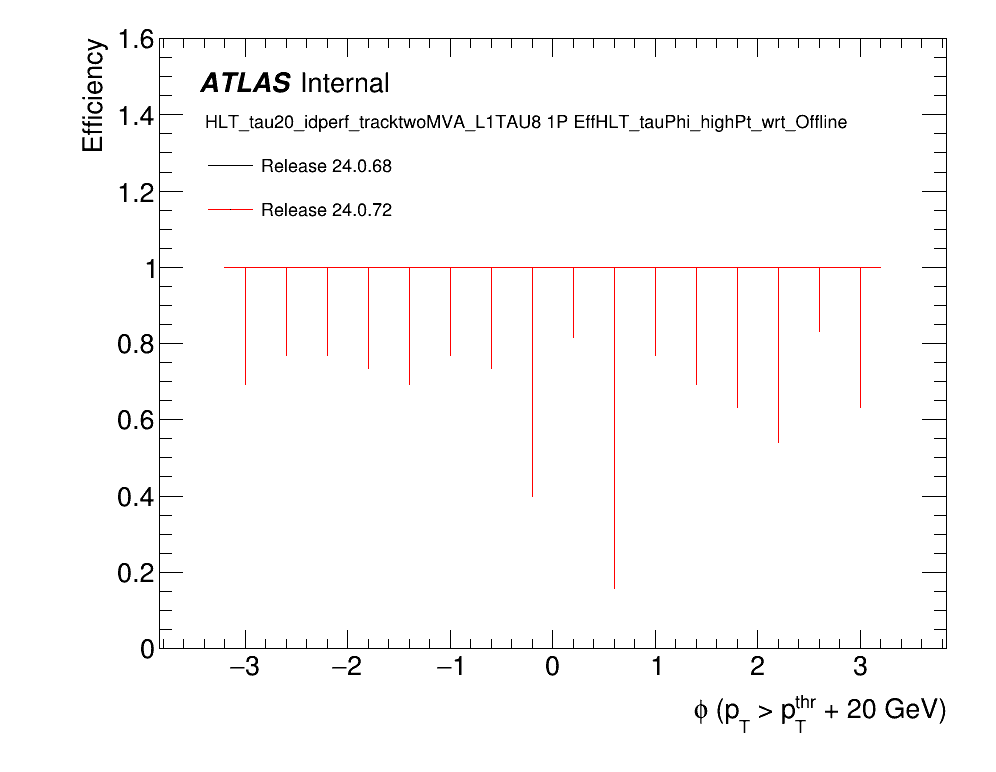 Efficiency
1.6
1.4
1.2
1
0.8
0.6
0.4
0.2
0
ATLAS Internal
HLT_tau20_idperf_tracktwoMVA_L1TAU8 1P EffHLT_tauPhi_highPt_wrt_Offline
Release 24.0.68
Release 24.0.72
−3 −2 −1 0 1 2 3
ϕ (p_T > p_T^thr + 20 GeV)